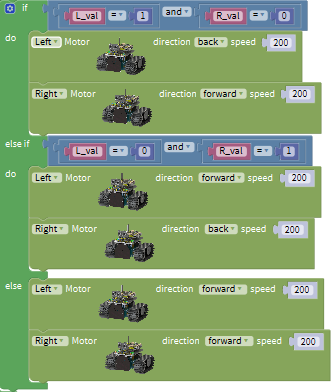 if L_val = 1 and R_val = 0
do
Left Motor direction back speed 200
Right Motor direction forward speed 200
else if L_val = 0 and R_val = 1
do
Left Motor direction forward speed 200
Right Motor direction back speed 200
else
Left Motor direction forward speed 200
Right Motor direction forward speed 200